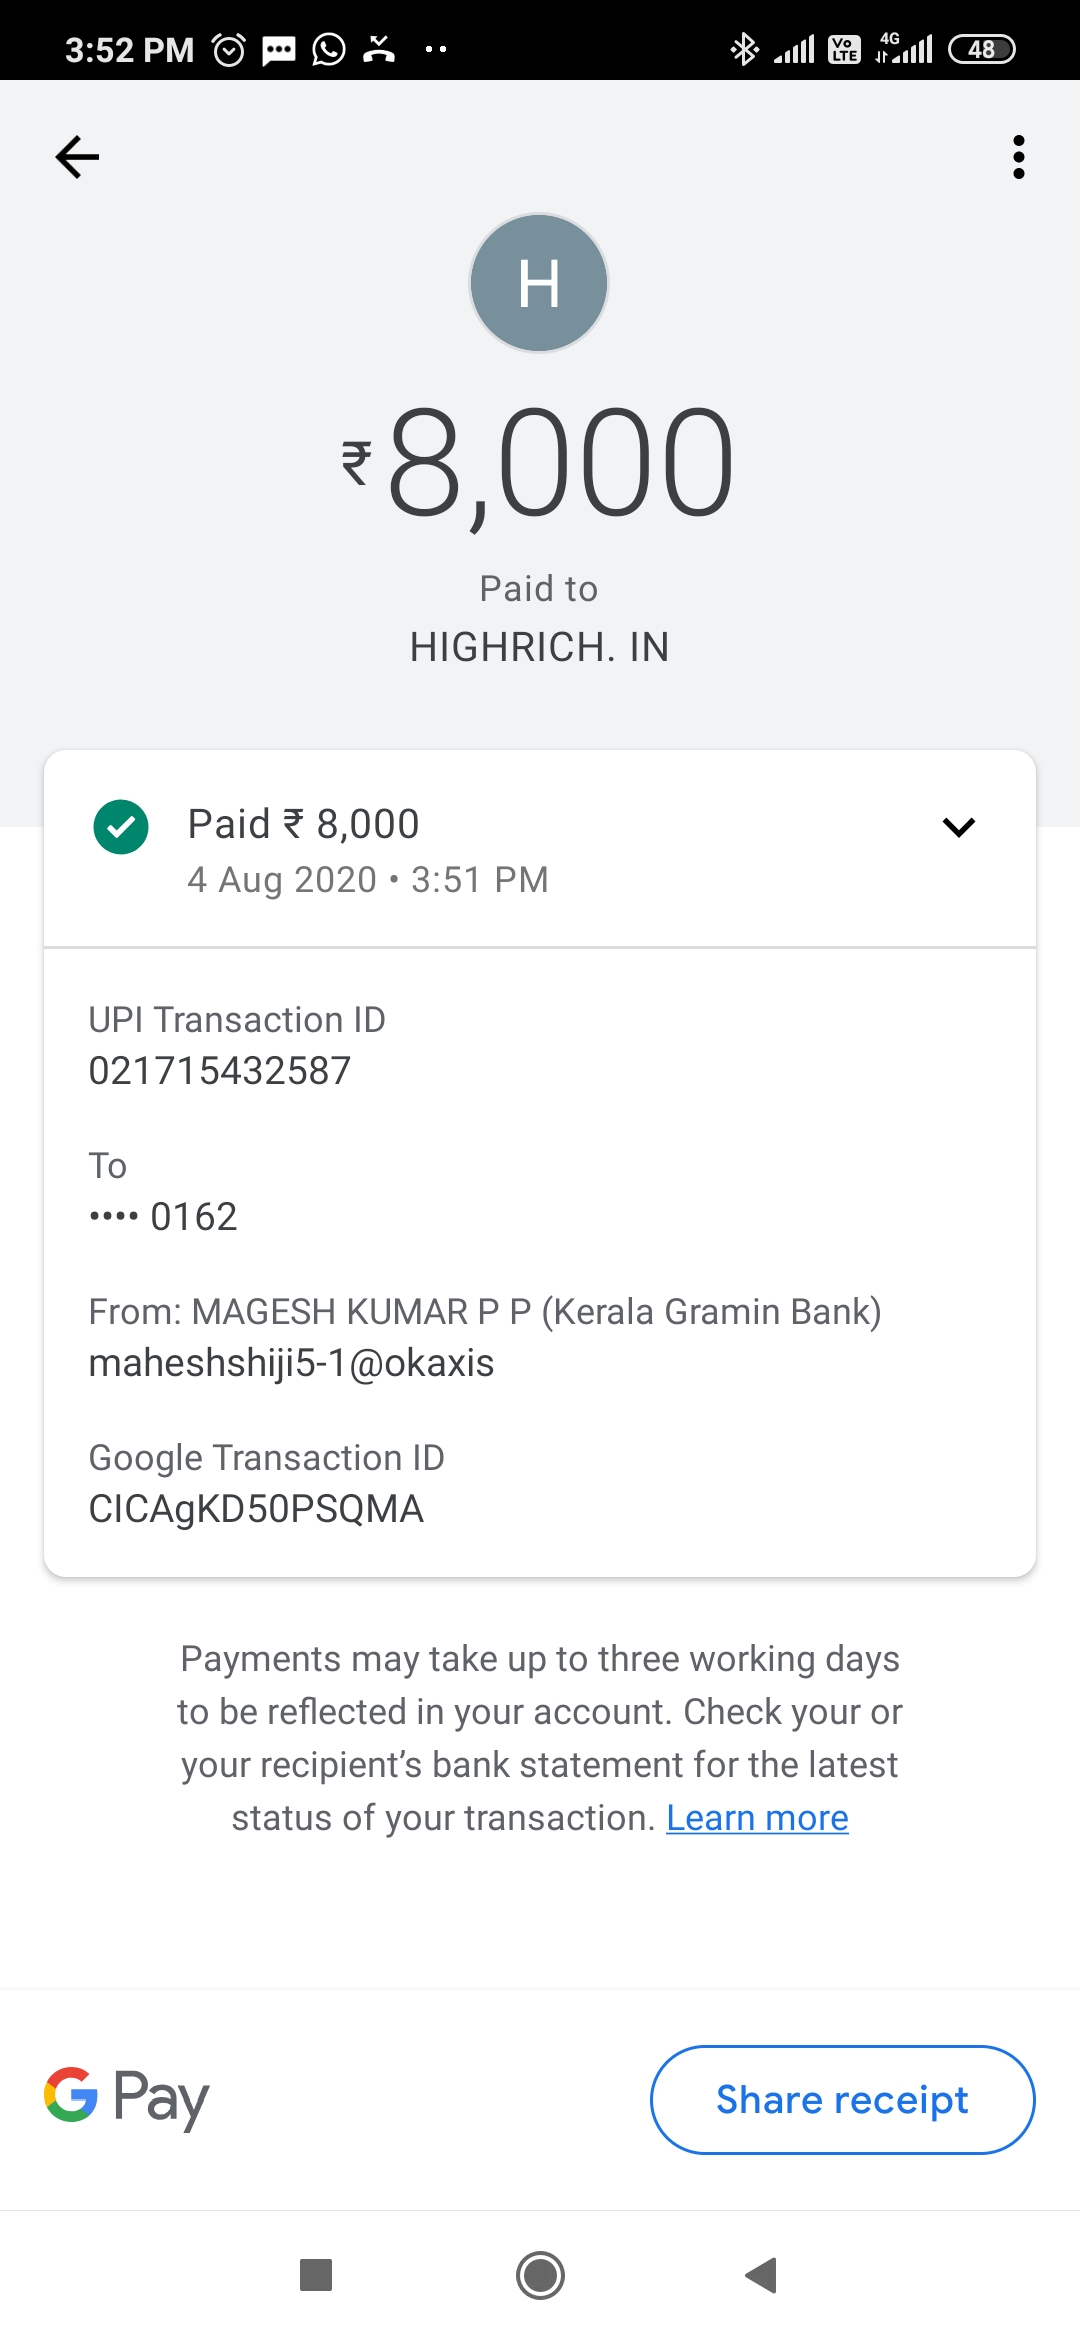 3:52 PM
Vo LTE 4G 48
H
₹8,000
Paid to
HIGHRICH. IN
Paid ₹ 8,000
4 Aug 2020 • 3:51 PM
UPI Transaction ID
021715432587
To
•••• 0162
From: MAGESH KUMAR P P (Kerala Gramin Bank)
maheshshiji5-1@okaxis
Google Transaction ID
CICAgKD50PSQMA
Payments may take up to three working days
to be reflected in your account. Check your or
your recipient’s bank statement for the latest
status of your transaction. Learn more
G Pay
Share receipt